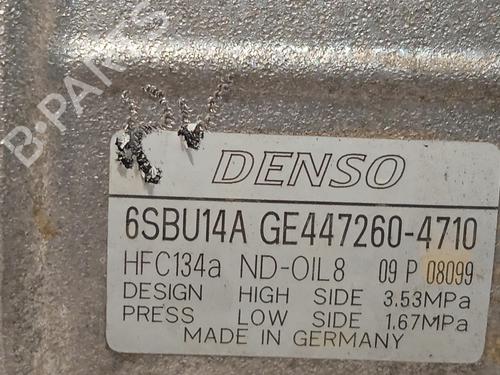 B-PARTS
DENSO
6SBU14A GE447260-4710
HFC134a ND-OIL8 09 P 08099
DESIGN HIGH SIDE 3.53MPa
PRESS LOW SIDE 1.67MPa
MADE IN GERMANY